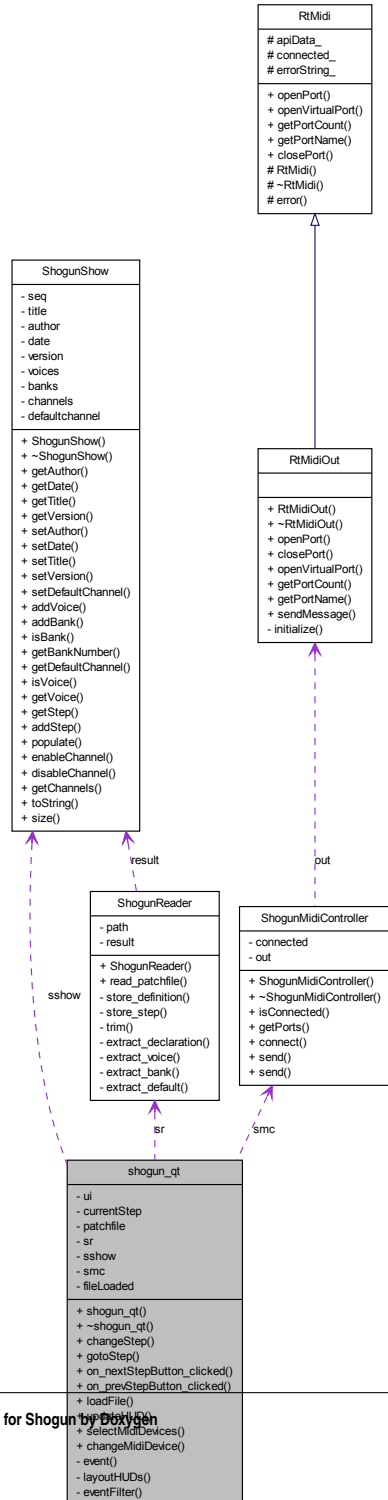 RtMidi
# apiData_
# connected_
# errorString_
+ openPort()
+ openVirtualPort()
+ getPortCount()
+ getPortName()
+ closePort()
# RtMidi()
# ~RtMidi()
# error()
ShogunShow
- seq
- title
- author
- date
- version
- voices
- banks
- channels
- defaultchannel
+ ShogunShow()
+ ~ShogunShow()
+ getAuthor()
+ getDate()
+ getTitle()
+ getVersion()
+ setAuthor()
+ setDate()
+ setTitle()
+ setVersion()
+ setDefaultChannel()
+ addVoice()
+ addBank()
+ isBank()
+ getBankNumber()
+ getDefaultChannel()
+ isVoice()
+ getVoice()
+ getStep()
+ addStep()
+ populate()
+ enableChannel()
+ disableChannel()
+ getChannels()
+ toString()
+ size()
RtMidiOut
+ RtMidiOut()
+ ~RtMidiOut()
+ openPort()
+ closePort()
+ openVirtualPort()
+ getPortCount()
+ getPortName()
+ sendMessage()
- initialize()
result
out
ShogunReader
- path
- result
+ ShogunReader()
+ read_patchfile()
- store_definition()
- store_step()
- trim()
- extract_declaration()
- extract_voice()
- extract_bank()
- extract_default()
ShogunMidiController
- connected
- out
+ ShogunMidiController()
+ ~ShogunMidiController()
+ isConnected()
+ getPorts()
+ connect()
+ send()
+ send()
sshow
sr
smc
shogun_qt
- ui
- currentStep
- patchfile
- sr
- sshow
- smc
- fileLoaded
+ shogun_qt()
+ ~shogun_qt()
+ changeStep()
+ gotoStep()
+ on_nextStepButton_clicked()
+ on_prevStepButton_clicked()
+ loadFile()
+ updateHUD()
for Shogun by Doxygen
+ selectMidiDevices()
+ changeMidiDevice()
- event()
- layoutHUDs()
- eventFilter()